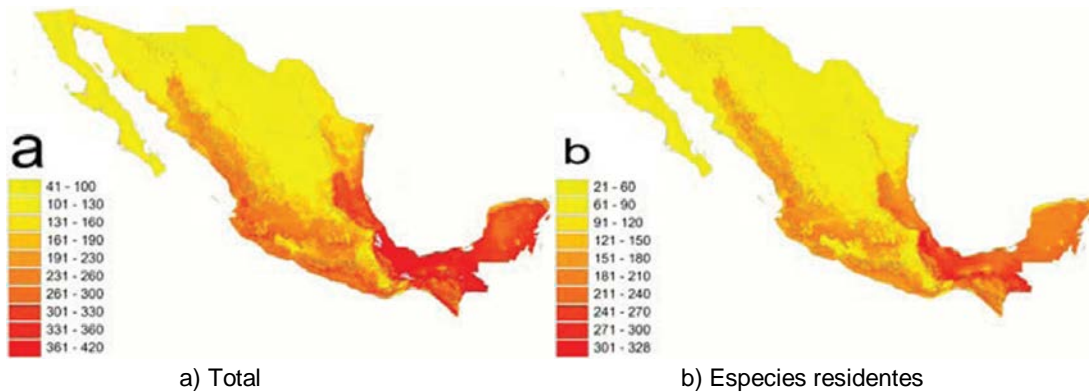 a
41 - 100
101 - 130
131 - 160
161 - 190
191 - 230
231 - 260
261 - 300
301 - 330
331 - 360
361 - 420
a) Total
b
21 - 60
61 - 90
91 - 120
121 - 150
151 - 180
181 - 210
211 - 240
241 - 270
271 - 300
301 - 328
b) Especies residentes